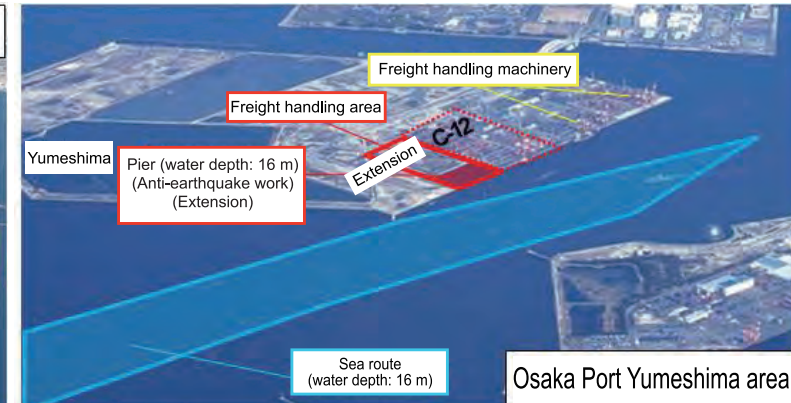 Freight handling machinery
Freight handling area
C-12
Extension
Yumeshima
Pier (water depth: 16 m)
(Anti-earthquake work)
(Extension)
Sea route
(water depth: 16 m)
Osaka Port Yumeshima area